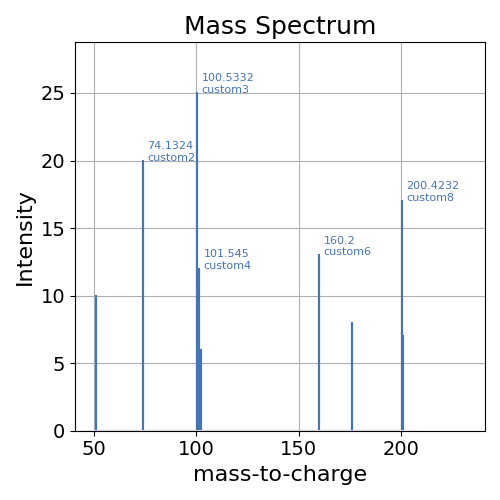 Mass Spectrum
Intensity
25
20
15
10
5
0
100.5332
custom3
74.1324
custom2
200.4232
custom8
160.2
custom6
101.545
custom4
50
100
150
200
mass-to-charge